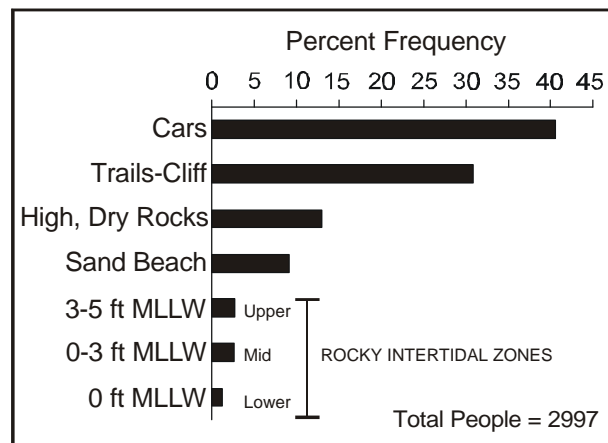 Percent Frequency
0 5 10 15 20 25 30 35 40 45
Cars
Trails-Cliff
High, Dry Rocks
Sand Beach
3-5 ft MLLW Upper
0-3 ft MLLW Mid ROCKY INTERTIDAL ZONES
0 ft MLLW Lower
Total People = 2997